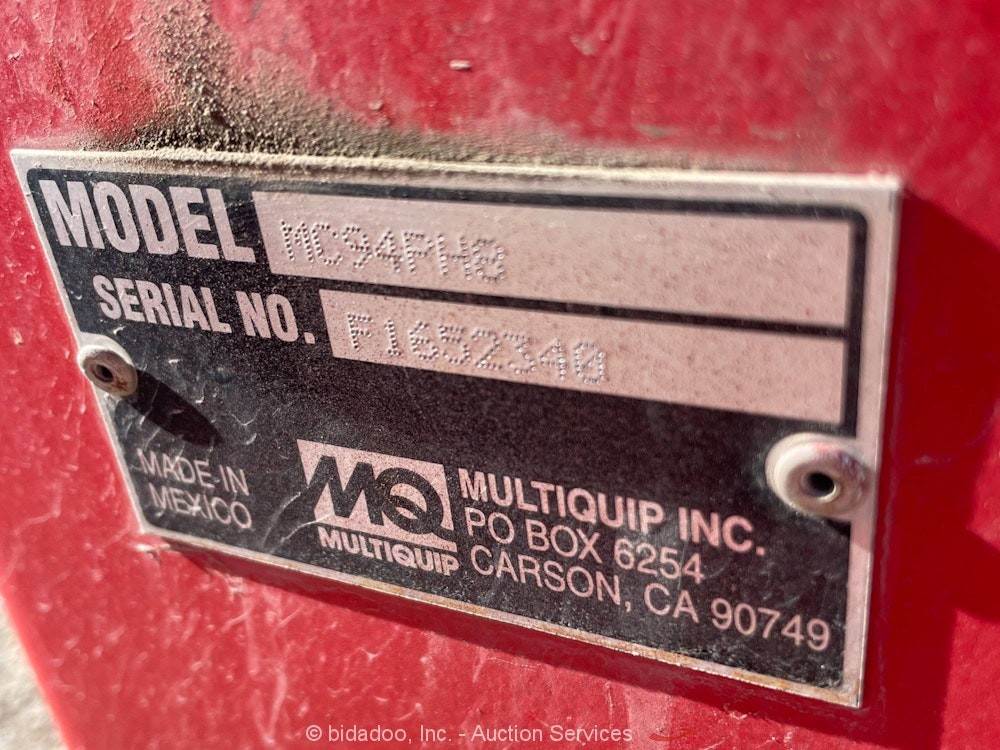 MODEL MC94PH8
SERIAL NO. F1652340
MADE IN
MEXICO
MQ
MULTIQUIP
MULTIQUIP INC.
PO BOX 6254
CARSON, CA 90749
© bidadoo, Inc. - Auction Services